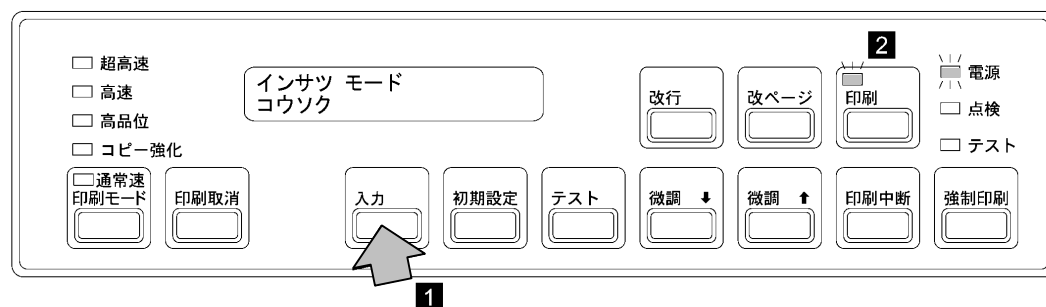 超高速
高速
高品位
コピー強化
通常速
印刷モード
印刷取消
インサツ モード
コウソク
改行
改ページ
2
印刷
電源
点検
テスト
入力
初期設定
テスト
微調 ⬇
微調 ⬆
印刷中断
強制印刷
1